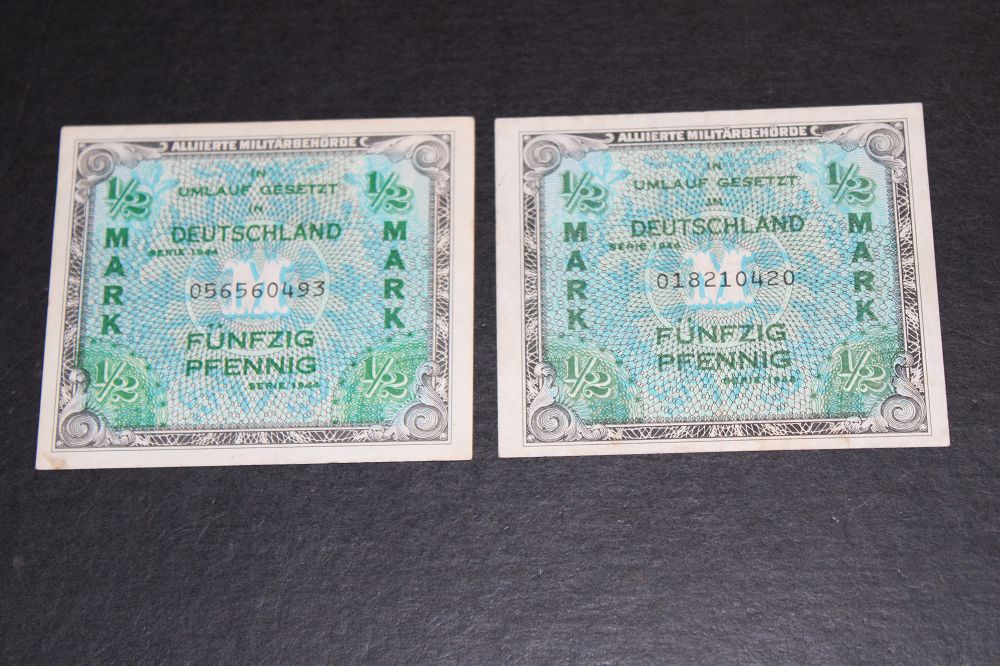 ALLIIERTE MILITÄRBEHÖRDE
1/2 1/2
IN
UMLAUF GESETZT
IN
DEUTSCHLAND
SERIE 1944
MARK MARK
M
056560493
FÜNFZIG
PFENNIG
SERIE 1944
1/2 1/2
ALLIIERTE MILITÄRBEHÖRDE
1/2 1/2
IN
UMLAUF GESETZT
IN
DEUTSCHLAND
SERIE 1944
MARK MARK
M
018210420
FÜNFZIG
PFENNIG
SERIE 1944
1/2 1/2